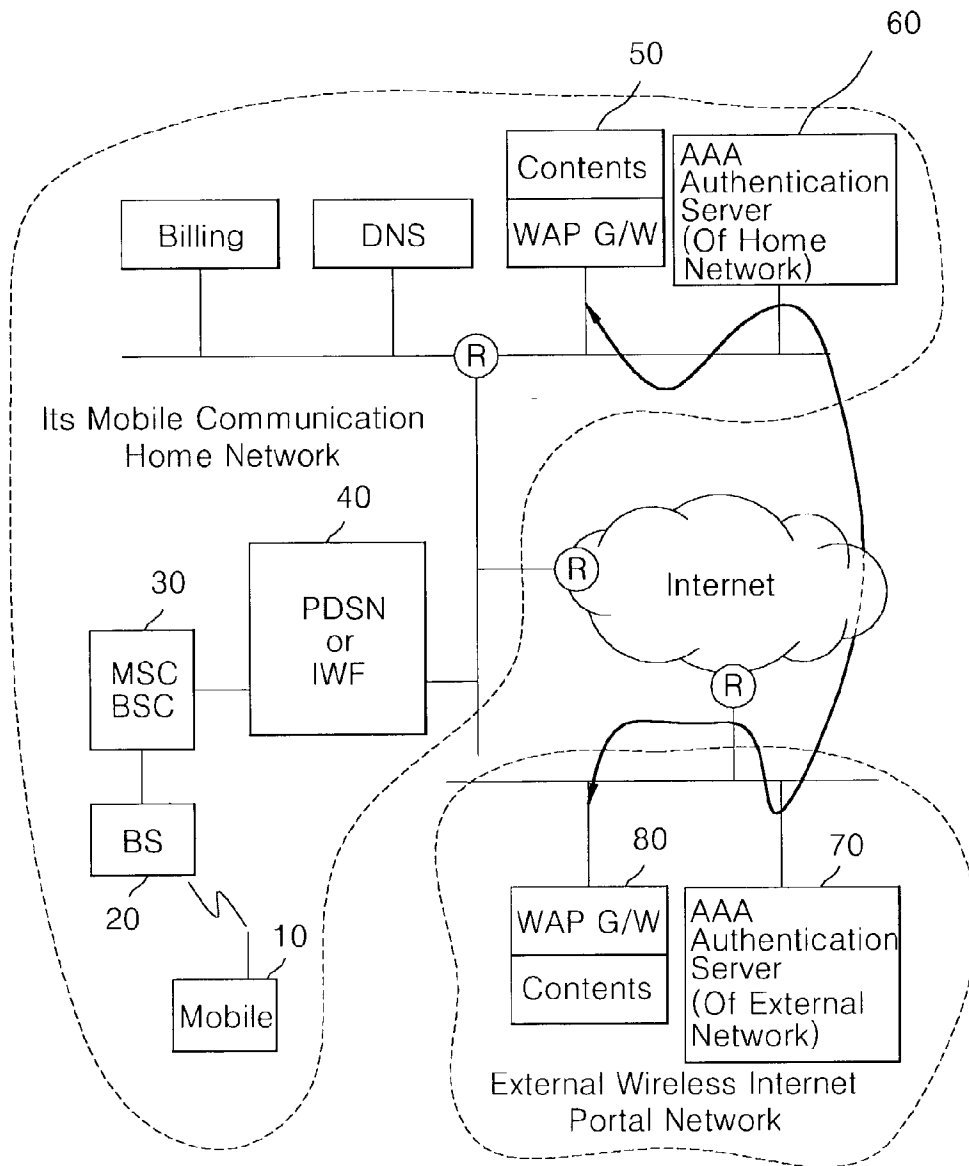 60
50
Contents
WAP G/W
AAA
Authentication
Server
(Of Home
Network)
Billing
DNS
R
Its Mobile Communication
Home Network
40
PDSN
or
IWF
R
Internet
30
MSC
BSC
R
BS
20
10
Mobile
80
WAP G/W
Contents
70
AAA
Authentication
Server
(Of External
Network)
External Wireless Internet
Portal Network